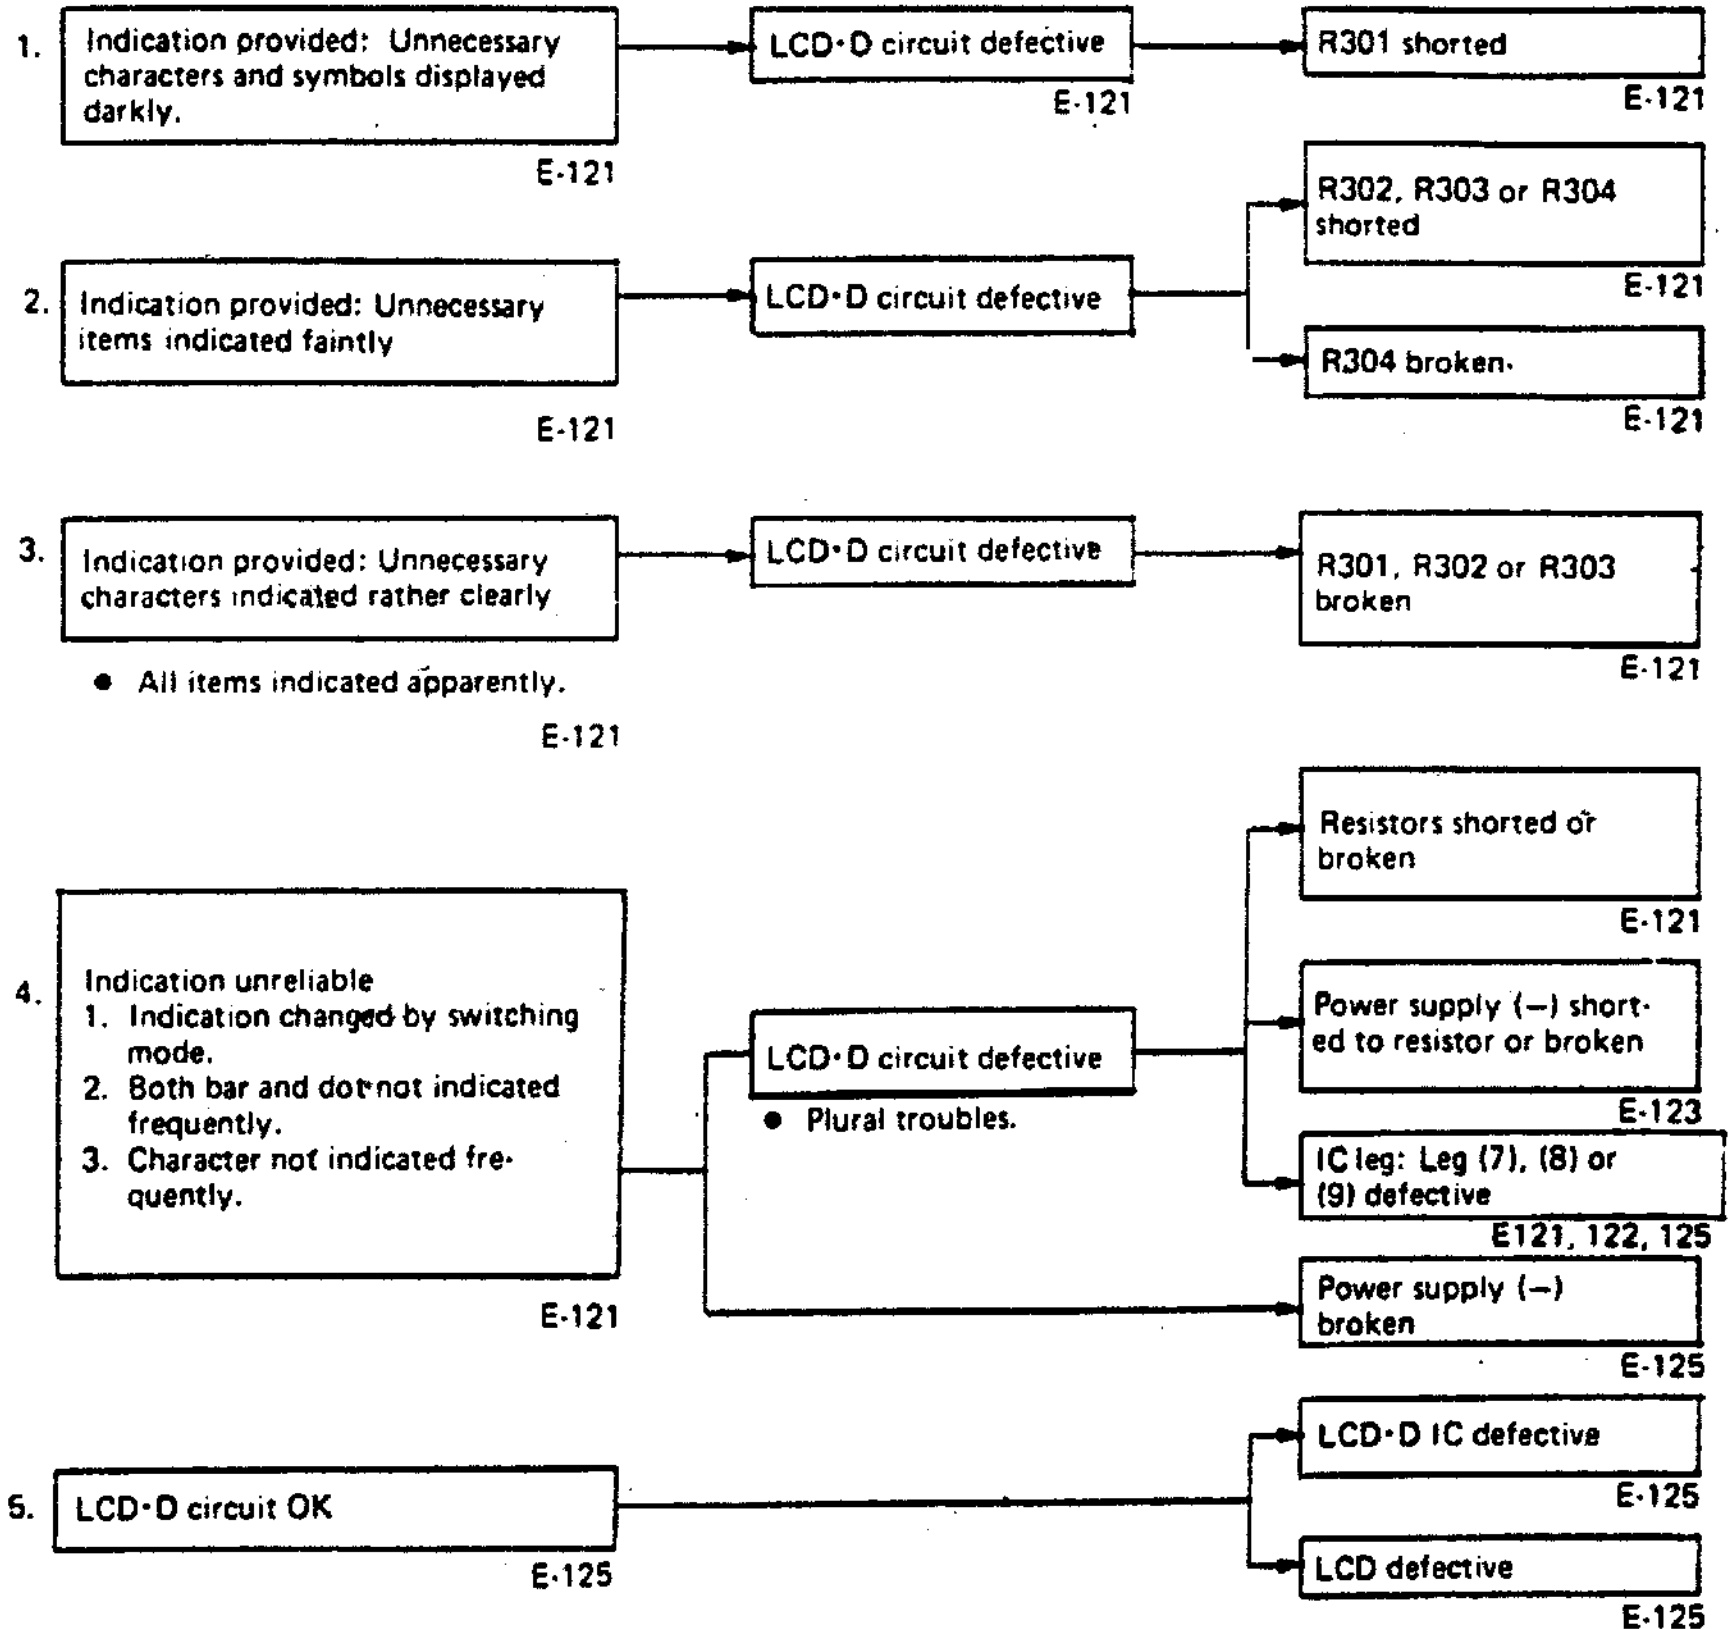 1.
Indication provided: Unnecessary
characters and symbols displayed
darkly.
E-121
LCD·D circuit defective
E-121
R301 shorted
E-121
2.
Indication provided: Unnecessary
items indicated faintly
E-121
LCD·D circuit defective
R302, R303 or R304
shorted
E-121
R304 broken.
E-121
3.
Indication provided: Unnecessary
characters indicated rather clearly
● All items indicated apparently.
E-121
LCD·D circuit defective
R301, R302 or R303
broken
E-121
4.
Indication unreliable
1. Indication changed by switching
mode.
2. Both bar and dot not indicated
frequently.
3. Character not indicated fre-
quently.
E-121
LCD·D circuit defective
● Plural troubles.
Resistors shorted or
broken
E-121
Power supply (−) short-
ed to resistor or broken
E-123
IC leg: Leg (7), (8) or
(9) defective
E121, 122, 125
Power supply (−)
broken
E-125
5.
LCD·D circuit OK
E-125
LCD·D IC defective
E-125
LCD defective
E-125